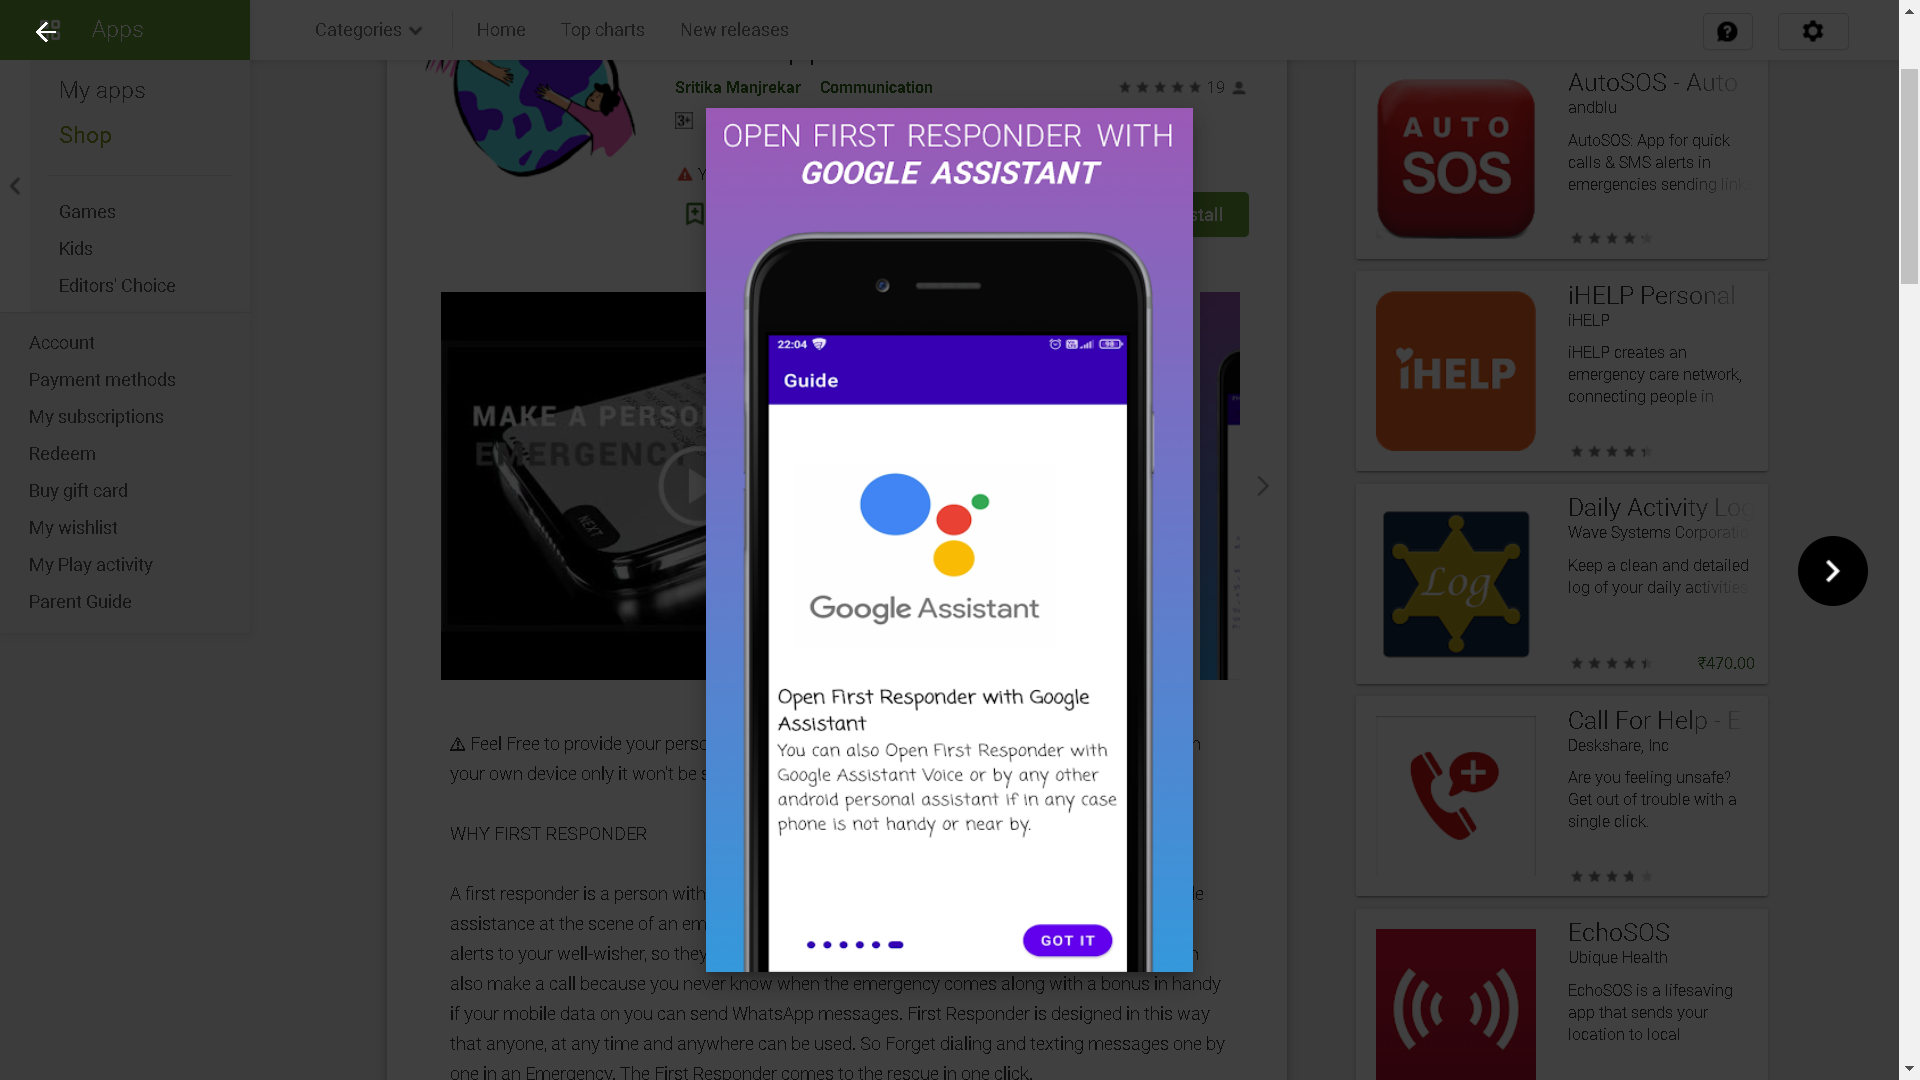 Apps
Categories
Home
Top charts
New releases
My apps
Shop
Games
Kids
Editors' Choice
Account
Payment methods
My subscriptions
Redeem
Buy gift card
My wishlist
My Play activity
Parent Guide
Sritika Manjrekar
Communication
19
3+
OPEN FIRST RESPONDER WITH
GOOGLE ASSISTANT
22:04
98
Guide
Google Assistant
Open First Responder with Google
Assistant
You can also Open First Responder with
Google Assistant Voice or by any other
android personal assistant if in any case
phone is not handy or near by.
GOT IT
MAKE A PERSO
EMERGENCY
NEXT
⚠ Feel Free to provide your perso
your own device only it won't be s
WHY FIRST RESPONDER
A first responder is a person with
assistance at the scene of an em
alerts to your well-wisher, so they
also make a call because you never know when the emergency comes along with a bonus in handy
if your mobile data on you can send WhatsApp messages. First Responder is designed in this way
that anyone, at any time and anywhere can be used. So Forget dialing and texting messages one by
one in an Emergency. The First Responder comes to the rescue in one click.
AUTO
SOS
AutoSOS - Auto
andblu
AutoSOS: App for quick
calls & SMS alerts in
emergencies sending link
iHELP
iHELP Personal
iHELP
iHELP creates an
emergency care network,
connecting people in
Log
Daily Activity Log
Wave Systems Corporatio
Keep a clean and detailed
log of your daily activities
₹470.00
Call For Help - E
Deskshare, Inc
Are you feeling unsafe?
Get out of trouble with a
single click.
EchoSOS
Ubique Health
EchoSOS is a lifesaving
app that sends your
location to local